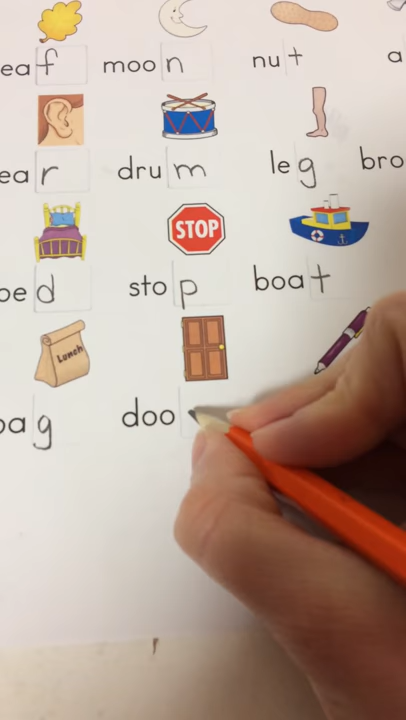 eaf moon nut a
ear drum leg bro
STOP
bed stop boat
Lunch
bag doo